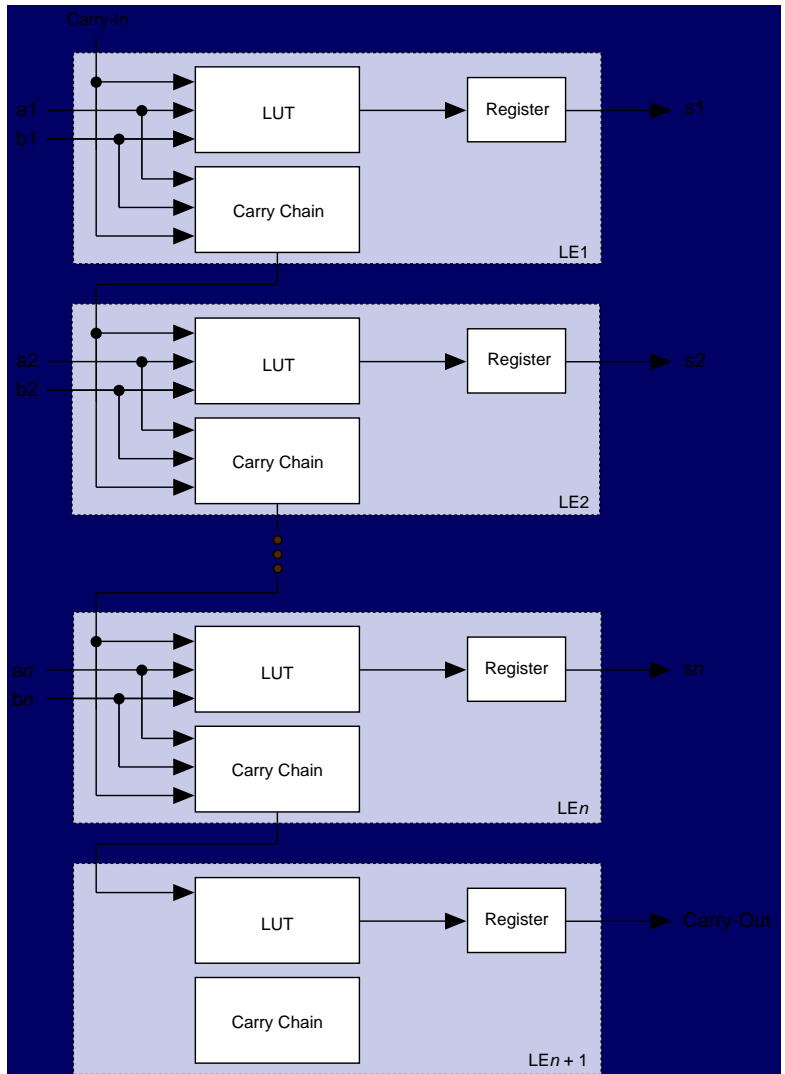 Carry-In
a1
b1
LUT
Register
s1
Carry Chain
LE1
a2
b2
LUT
Register
s2
Carry Chain
LE2
an
bn
LUT
Register
sn
Carry Chain
LEn
LUT
Register
Carry-Out
Carry Chain
LEn + 1